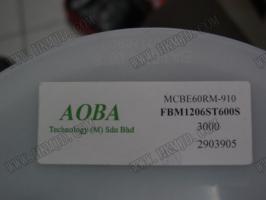 AOBA
Technology (M) Sdn Bhd
MCBE60RM-910
FBM1206ST600S
3000
2903905